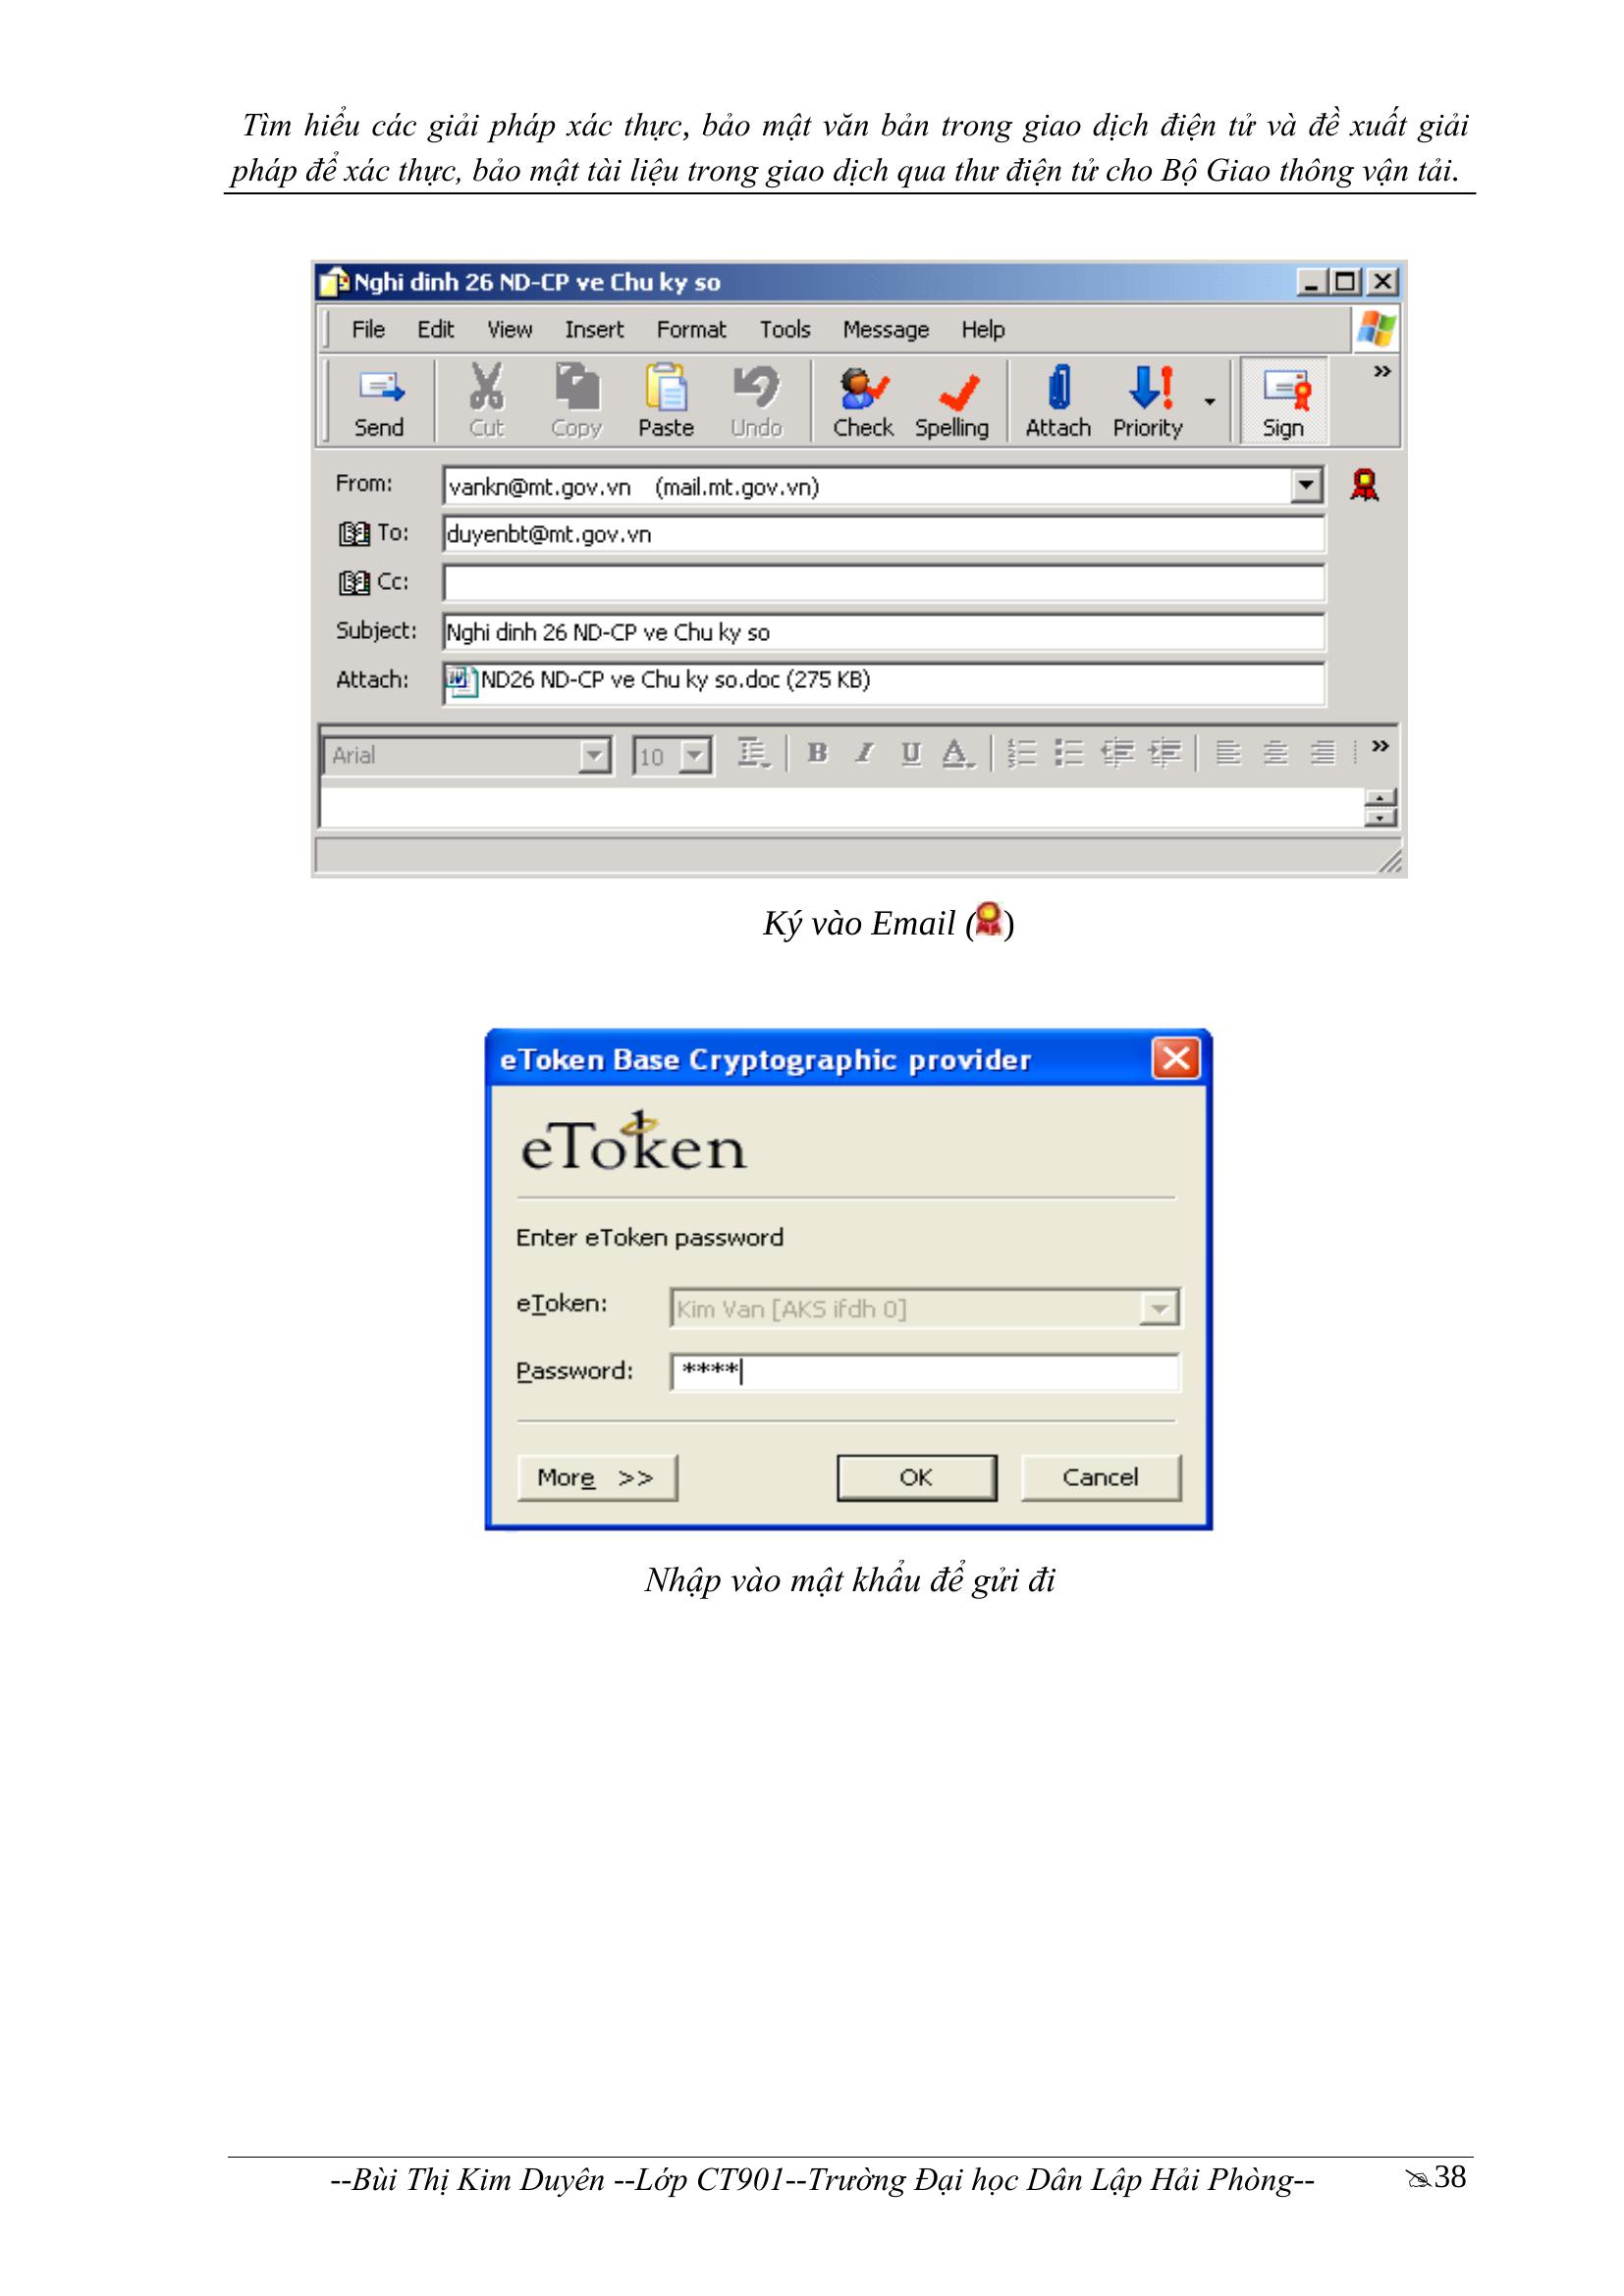 Tìm hiểu các giải pháp xác thực, bảo mật văn bản trong giao dịch điện tử và đề xuất giải
pháp để xác thực, bảo mật tài liệu trong giao dịch qua thư điện tử cho Bộ Giao thông vận tải.
Nghi dinh 26 ND-CP ve Chu ky so
File Edit View Insert Format Tools Message Help
Send Cut Copy Paste Undo Check Spelling Attach Priority Sign
From: vankn@mt.gov.vn (mail.mt.gov.vn)
To: duyenbt@mt.gov.vn
Cc:
Subject: Nghi dinh 26 ND-CP ve Chu ky so
Attach: ND26 ND-CP ve Chu ky so.doc (275 KB)
Arial 10 B I U A
Ký vào Email ()
eToken Base Cryptographic provider
eToken
Enter eToken password
eToken: Kim Van [AKS ifdh 0]
Password: ****
More >> OK Cancel
Nhập vào mật khẩu để gửi đi
--Bùi Thị Kim Duyên --Lớp CT901--Trường Đại học Dân Lập Hải Phòng-- 38